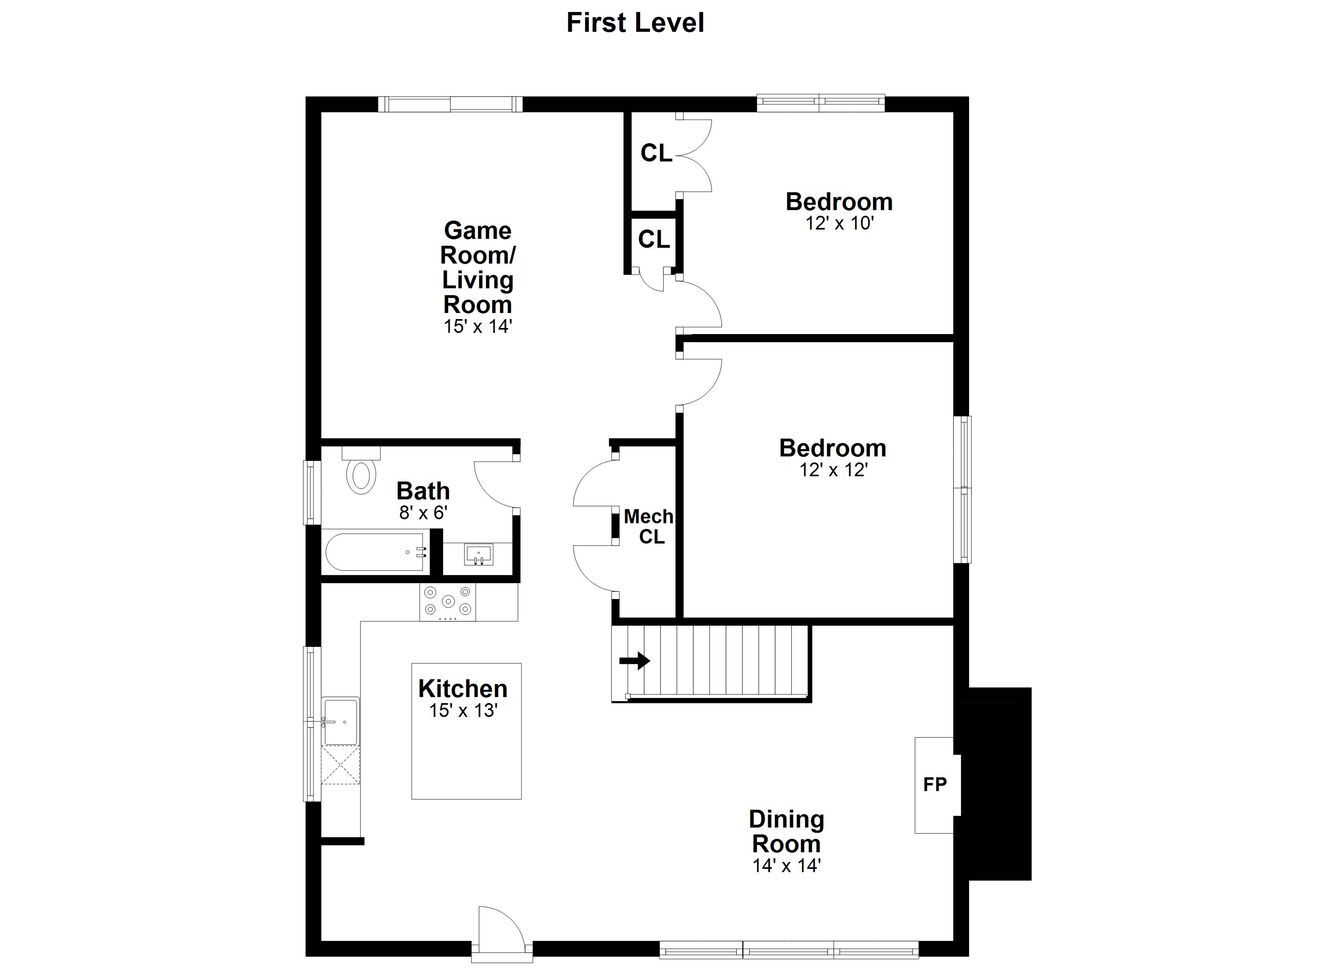 First Level
CL
Bedroom
12' x 10'
Game
Room/
Living
Room
15' x 14'
CL
Bedroom
12' x 12'
Bath
8' x 6'
Mech
CL
Kitchen
15' x 13'
FP
Dining
Room
14' x 14'